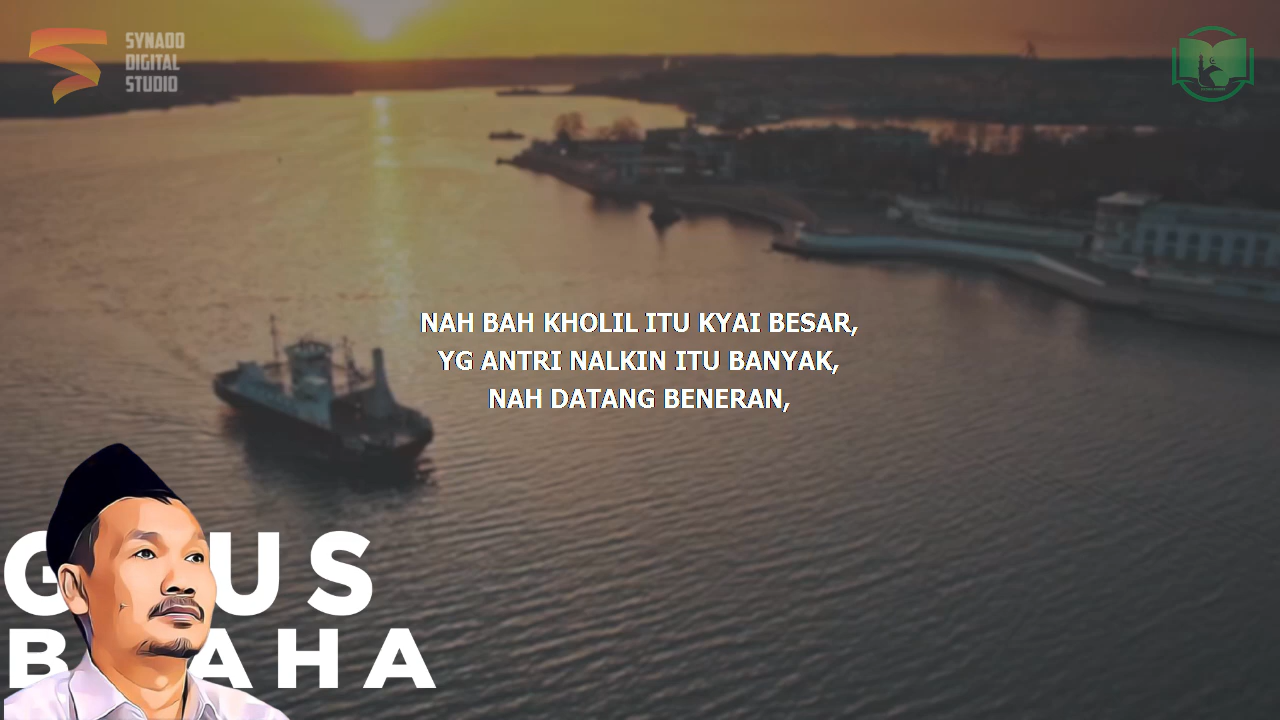 SYNADO
DIGITAL
STUDIO
NAH BAH KHOLIL ITU KYAI BESAR,
YG ANTRI NALKIN ITU BANYAK,
NAH DATANG BENERAN,
GUS
BAHA